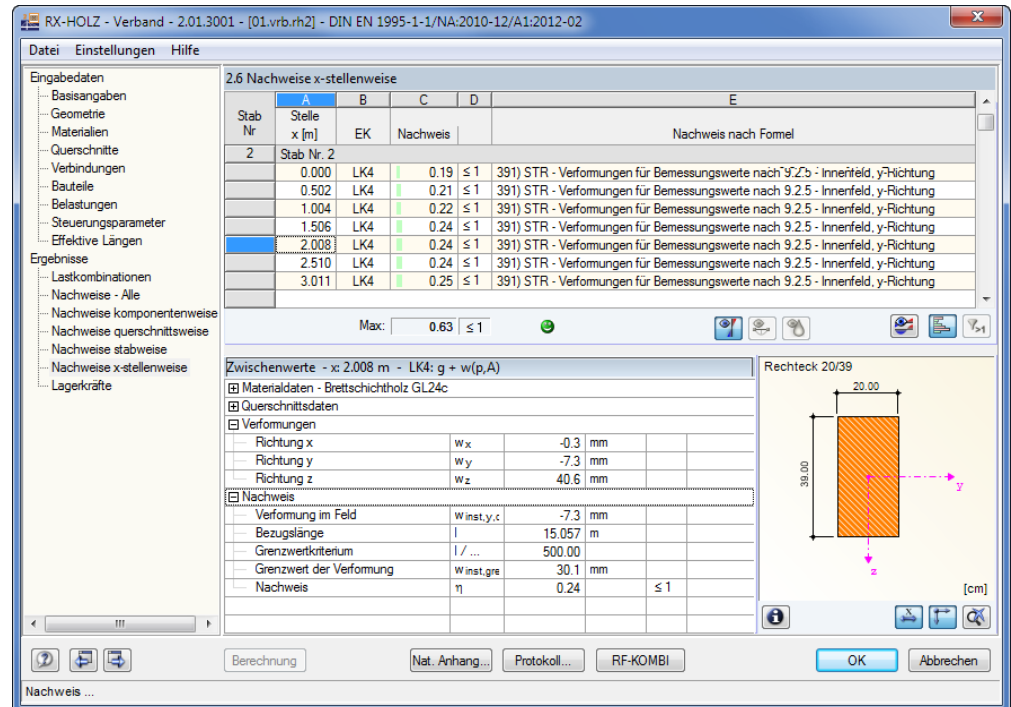 RX-HOLZ - Verband - 2.01.3001 - [01.vrb.rh2] - DIN EN 1995-1-1/NA:2010-12/A1:2012-02
Datei Einstellungen Hilfe
Eingabedaten
Basisangaben
Geometrie
Materialien
Querschnitte
Verbindungen
Bauteile
Belastungen
Steuerungsparameter
Effektive Längen
Ergebnisse
Lastkombinationen
Nachweise - Alle
Nachweise komponentenweise
Nachweise querschnittsweise
Nachweise stabweise
Nachweise x-stellenweise
Lagerkräfte
2.6 Nachweise x-stellenweise
A B C D E
Stab Stelle
Nr x [m] EK Nachweis Nachweis nach Formel
2 Stab Nr. 2
0.000 LK4 0.19 ≤ 1 391) STR - Verformungen für Bemessungswerte nach 9.2.5 - Innenfeld, y-Richtung
0.502 LK4 0.21 ≤ 1 391) STR - Verformungen für Bemessungswerte nach 9.2.5 - Innenfeld, y-Richtung
1.004 LK4 0.22 ≤ 1 391) STR - Verformungen für Bemessungswerte nach 9.2.5 - Innenfeld, y-Richtung
1.506 LK4 0.24 ≤ 1 391) STR - Verformungen für Bemessungswerte nach 9.2.5 - Innenfeld, y-Richtung
2.008 LK4 0.24 ≤ 1 391) STR - Verformungen für Bemessungswerte nach 9.2.5 - Innenfeld, y-Richtung
2.510 LK4 0.24 ≤ 1 391) STR - Verformungen für Bemessungswerte nach 9.2.5 - Innenfeld, y-Richtung
3.011 LK4 0.25 ≤ 1 391) STR - Verformungen für Bemessungswerte nach 9.2.5 - Innenfeld, y-Richtung
Max: 0.63 ≤ 1
Zwischenwerte - x: 2.008 m - LK4: g + w(p,A)
Materialdaten - Brettschichtholz GL24c
Querschnittsdaten
Verformungen
Richtung x w x -0.3 mm
Richtung y w y -7.3 mm
Richtung z w z 40.6 mm
Nachweis
Verformung im Feld w inst,y,c -7.3 mm
Bezugslänge l 15.057 m
Grenzwertkriterium l / ... 500.00
Grenzwert der Verformung w inst,gre 30.1 mm
Nachweis η 0.24 ≤ 1
Rechteck 20/39
20.00
39.00
y
z
[cm]
Berechnung Nat. Anhang... Protokoll... RF-KOMBI OK Abbrechen
Nachweis ...